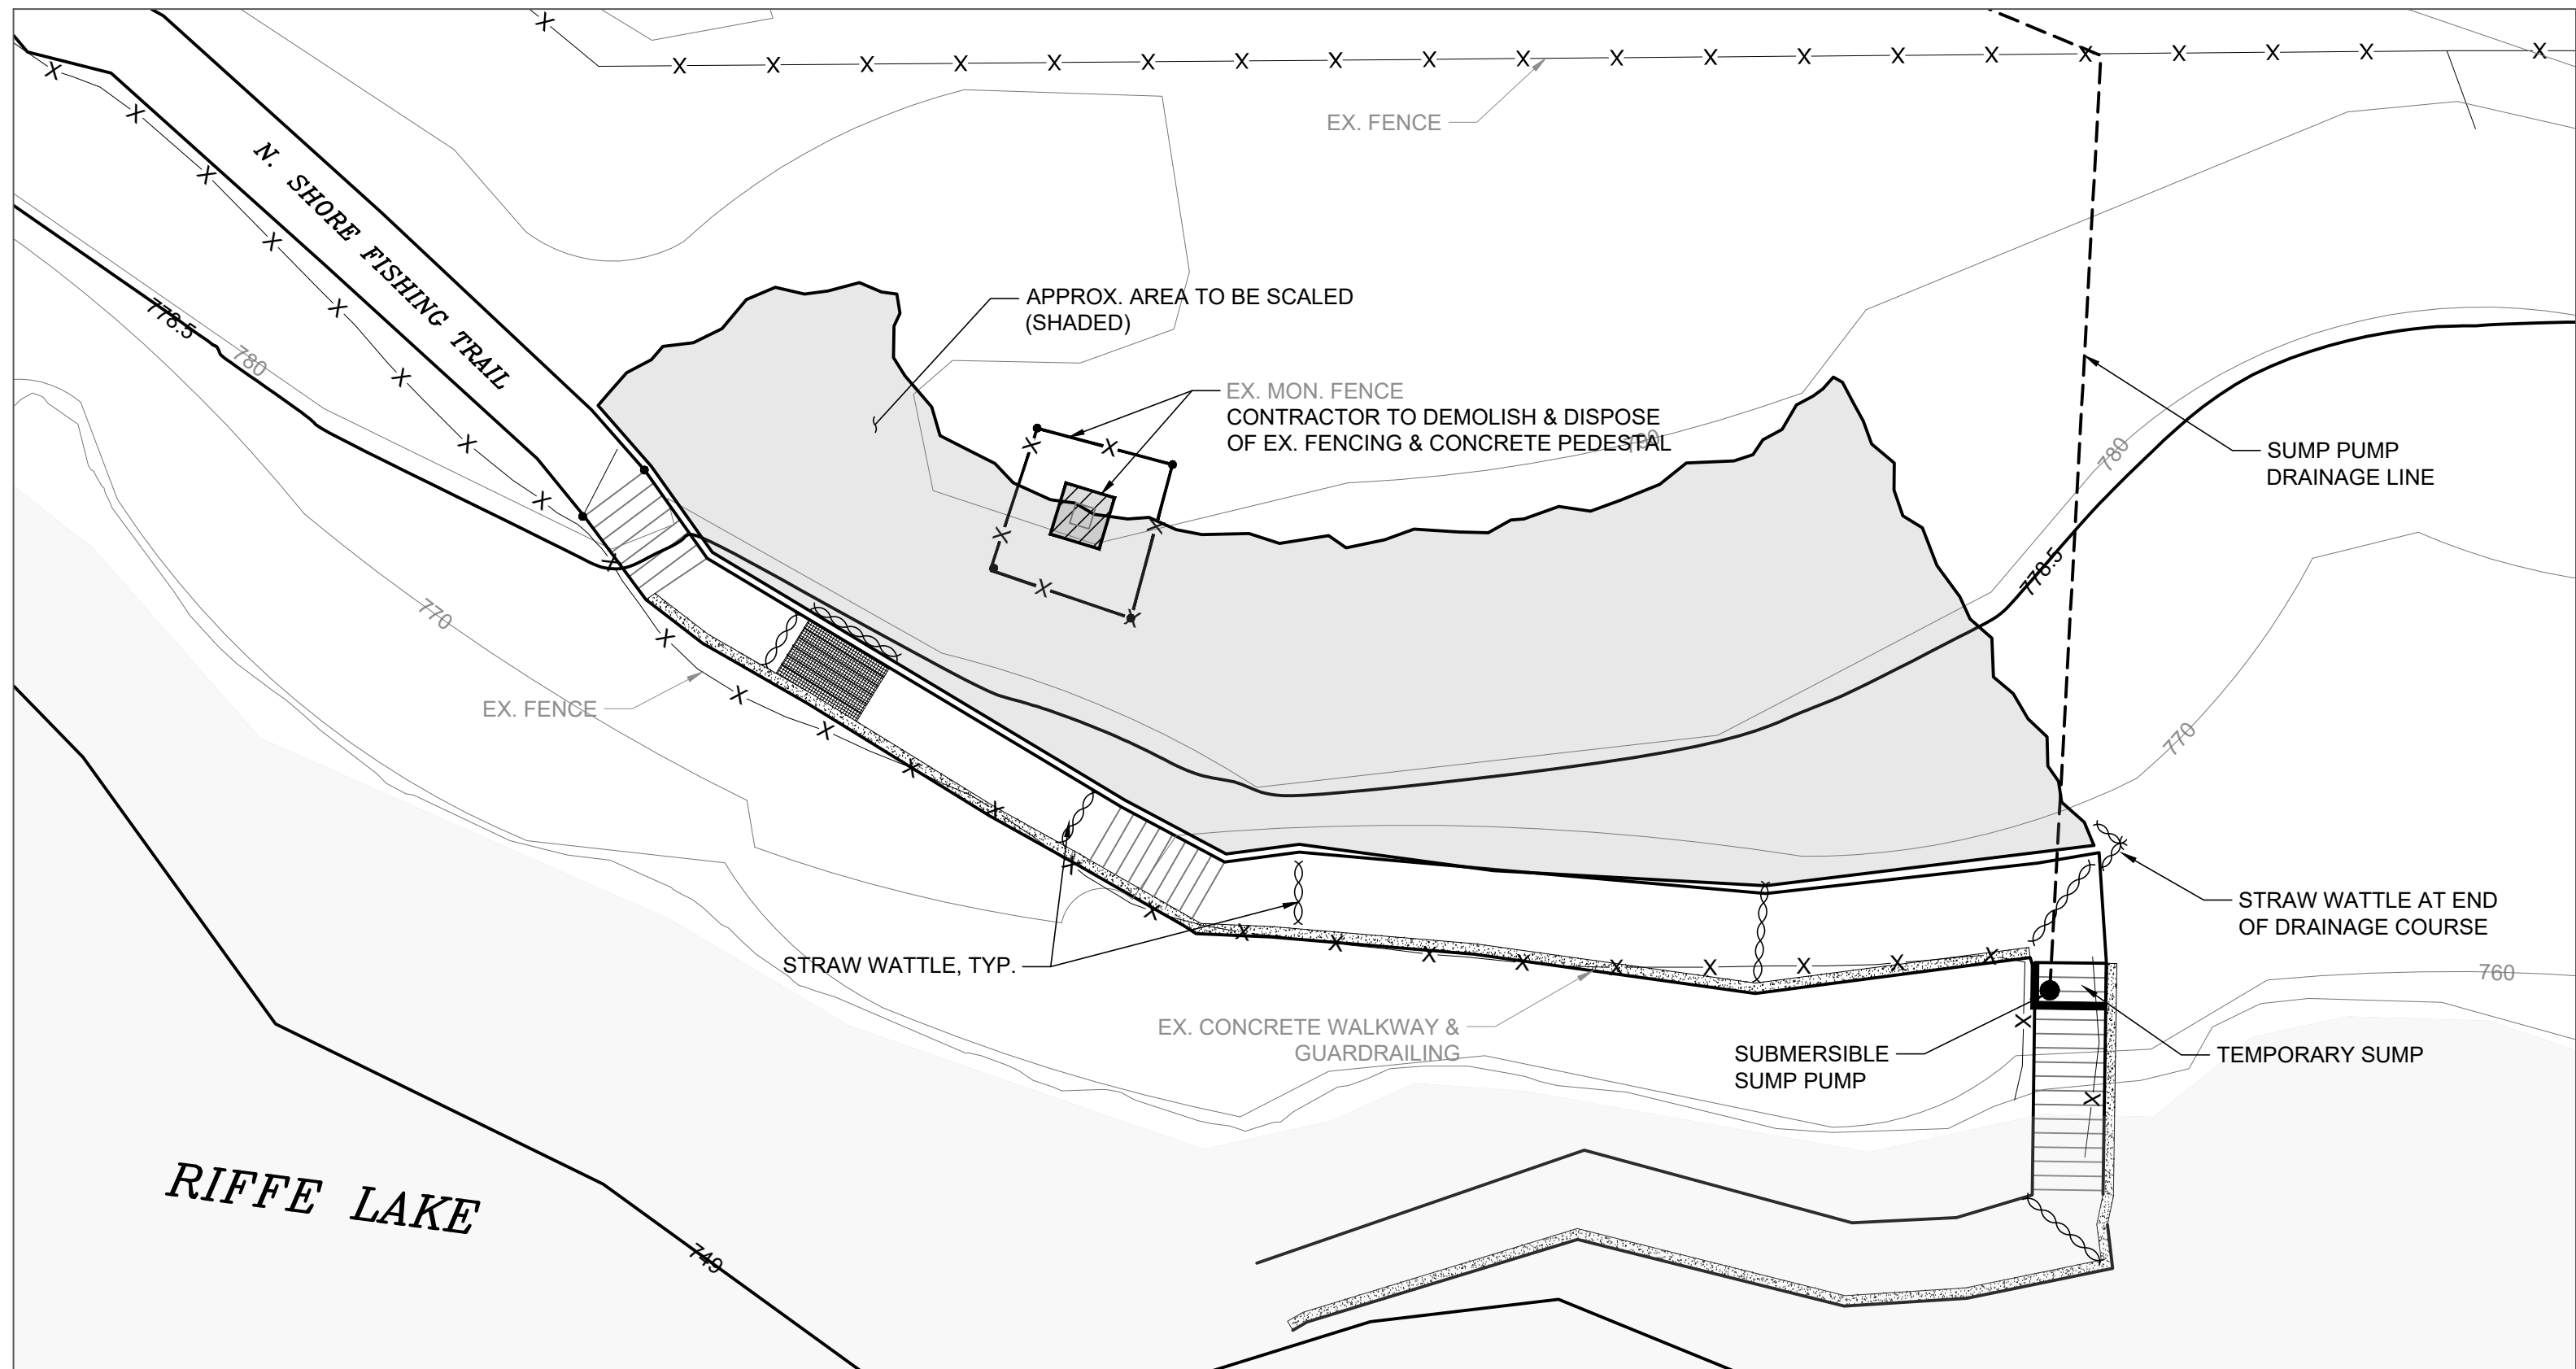 EX. FENCE
N. SHORE FISHING TRAIL
APPROX. AREA TO BE SCALED
(SHADED)
778.5
780
EX. MON. FENCE
CONTRACTOR TO DEMOLISH & DISPOSE
OF EX. FENCING & CONCRETE PEDESTAL
790
780
SUMP PUMP
DRAINAGE LINE
778.5
770
EX. FENCE
770
STRAW WATTLE AT END
OF DRAINAGE COURSE
STRAW WATTLE, TYP.
760
EX. CONCRETE WALKWAY &
GUARDRAILING
SUBMERSIBLE
SUMP PUMP
TEMPORARY SUMP
RIFFE LAKE
749